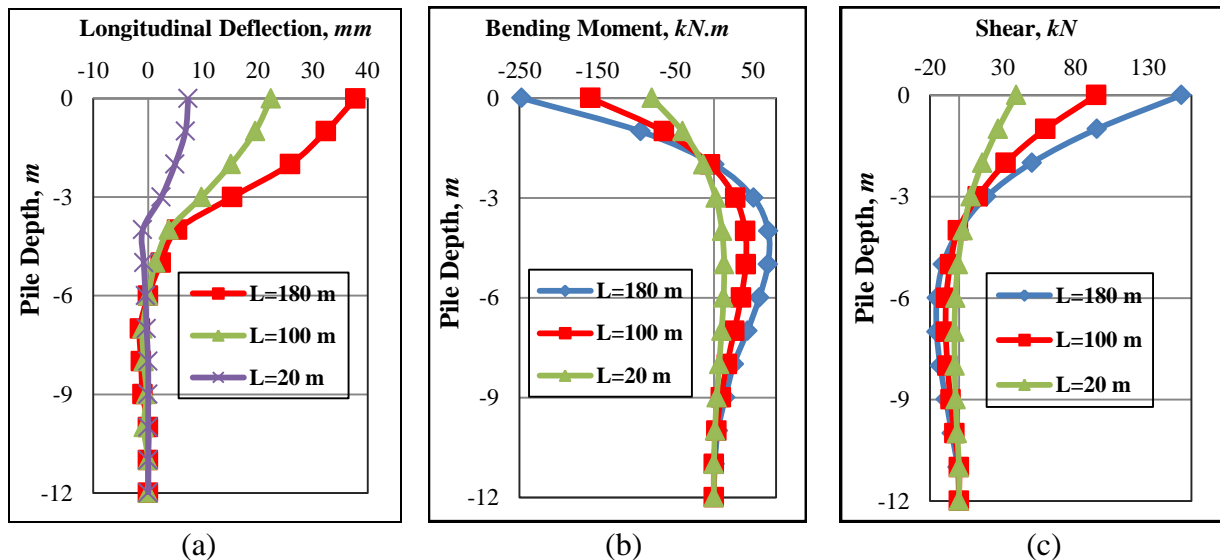 Longitudinal Deflection, mm
-10 0 10 20 30 40
0
-3
-6
-9
-12
Pile Depth, m
L=180 m
L=100 m
L=20 m
(a)
Bending Moment, kN.m
-250 -150 -50 50
0
-3
-6
-9
-12
Pile Depth, m
L=180 m
L=100 m
L=20 m
(b)
Shear, kN
-20 30 80 130
0
-3
-6
-9
-12
Pile Depth, m
L=180 m
L=100 m
L=20 m
(c)